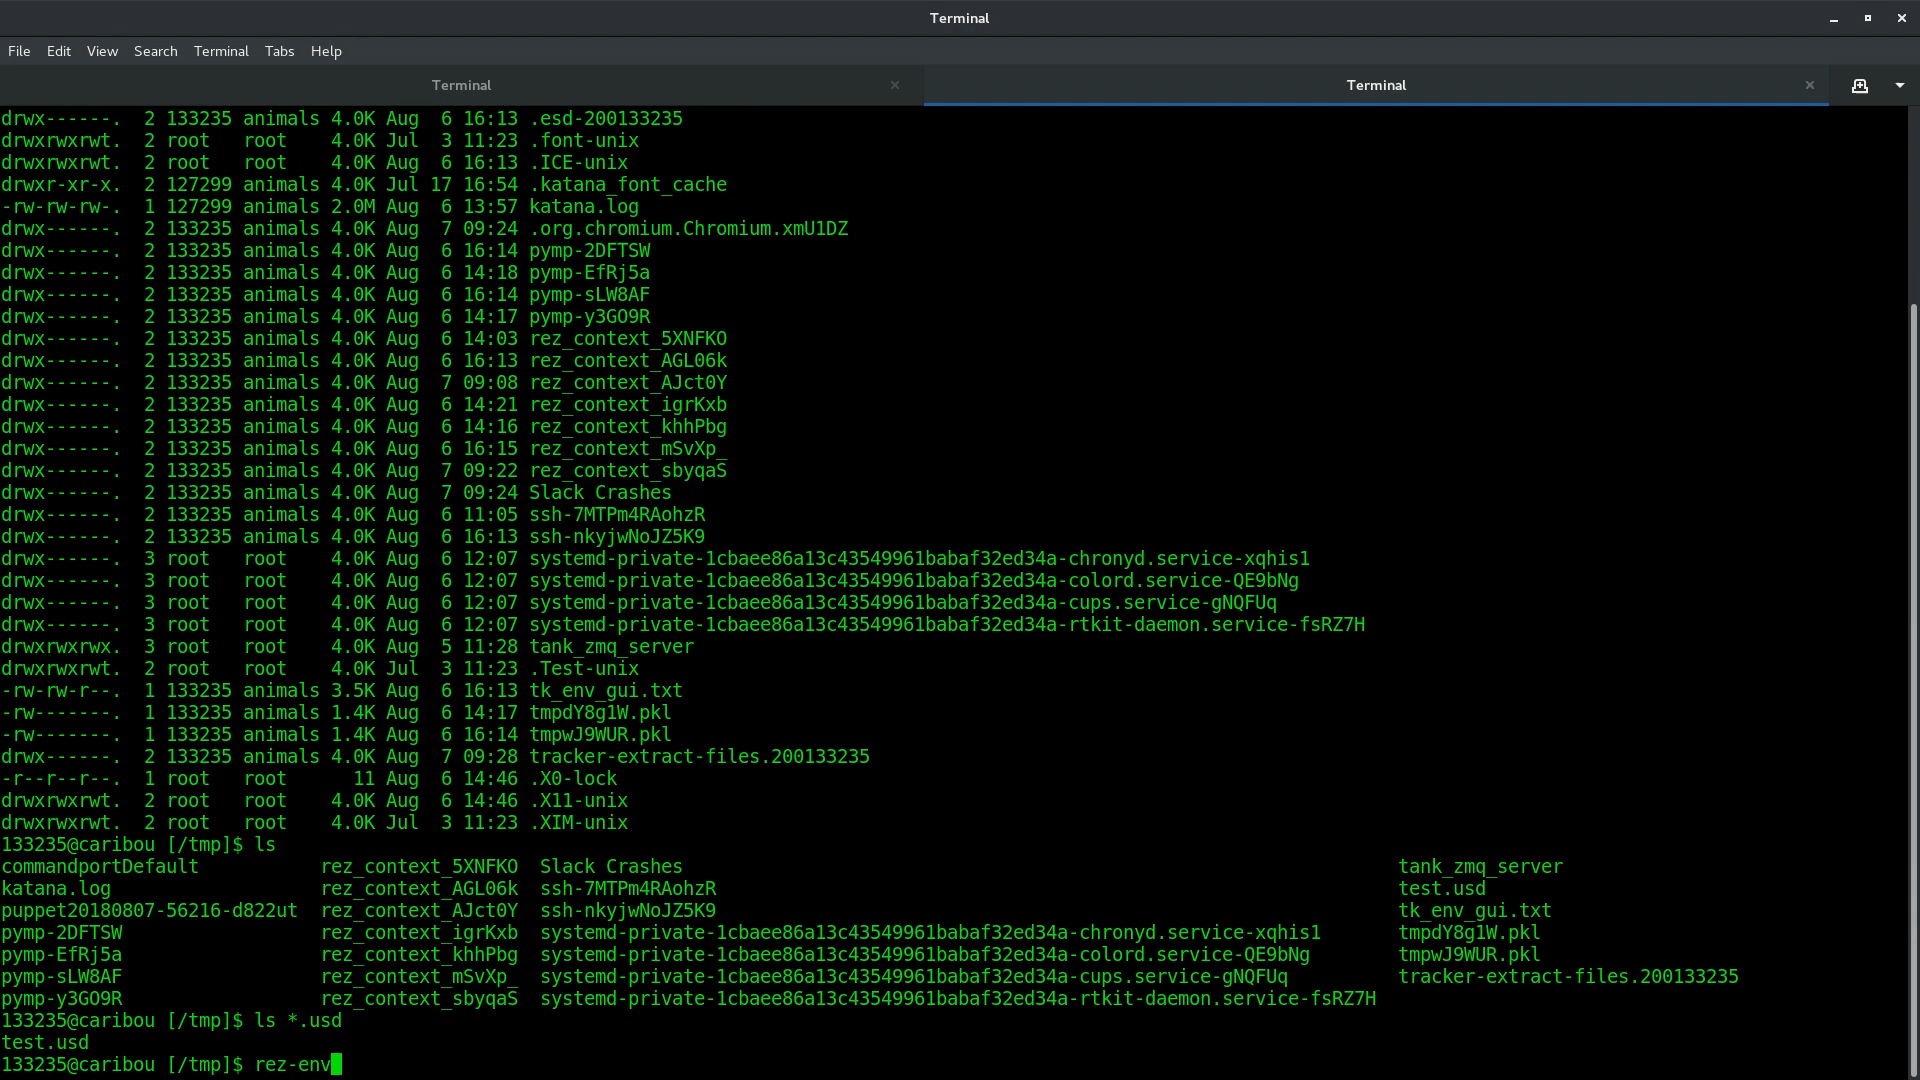 Terminal
File Edit View Search Terminal Tabs Help
Terminal Terminal
drwx------.  2 133235 animals 4.0K Aug  6 16:13 .esd-200133235
drwxrwxrwt.  2 root   root    4.0K Jul  3 11:23 .font-unix
drwxrwxrwt.  2 root   root    4.0K Aug  6 16:13 .ICE-unix
drwxr-xr-x.  2 127299 animals 4.0K Jul 17 16:54 .katana_font_cache
-rw-rw-rw-.  1 127299 animals 2.0M Aug  6 13:57 katana.log
drwx------.  2 133235 animals 4.0K Aug  7 09:24 .org.chromium.Chromium.xmU1DZ
drwx------.  2 133235 animals 4.0K Aug  6 16:14 pymp-2DFTSW
drwx------.  2 133235 animals 4.0K Aug  6 14:18 pymp-EfRj5a
drwx------.  2 133235 animals 4.0K Aug  6 16:14 pymp-sLW8AF
drwx------.  2 133235 animals 4.0K Aug  6 14:17 pymp-y3GO9R
drwx------.  2 133235 animals 4.0K Aug  6 14:03 rez_context_5XNFKO
drwx------.  2 133235 animals 4.0K Aug  6 16:13 rez_context_AGL06k
drwx------.  2 133235 animals 4.0K Aug  7 09:08 rez_context_AJct0Y
drwx------.  2 133235 animals 4.0K Aug  6 14:21 rez_context_igrKxb
drwx------.  2 133235 animals 4.0K Aug  6 14:16 rez_context_khhPbg
drwx------.  2 133235 animals 4.0K Aug  6 16:15 rez_context_mSvXp_
drwx------.  2 133235 animals 4.0K Aug  7 09:22 rez_context_sbyqaS
drwx------.  2 133235 animals 4.0K Aug  7 09:24 Slack Crashes
drwx------.  2 133235 animals 4.0K Aug  6 11:05 ssh-7MTPm4RAohzR
drwx------.  2 133235 animals 4.0K Aug  6 16:13 ssh-nkyjwNoJZ5K9
drwx------.  3 root   root    4.0K Aug  6 12:07 systemd-private-1cbaee86a13c43549961babaf32ed34a-chronyd.service-xqhis1
drwx------.  3 root   root    4.0K Aug  6 12:07 systemd-private-1cbaee86a13c43549961babaf32ed34a-colord.service-QE9bNg
drwx------.  3 root   root    4.0K Aug  6 12:07 systemd-private-1cbaee86a13c43549961babaf32ed34a-cups.service-gNQFUq
drwx------.  3 root   root    4.0K Aug  6 12:07 systemd-private-1cbaee86a13c43549961babaf32ed34a-rtkit-daemon.service-fsRZ7H
drwxrwxrwx.  3 root   root    4.0K Aug  5 11:28 tank_zmq_server
drwxrwxrwt.  2 root   root    4.0K Jul  3 11:23 .Test-unix
-rw-rw-r--.  1 133235 animals 3.5K Aug  6 16:13 tk_env_gui.txt
-rw-------.  1 133235 animals 1.4K Aug  6 14:17 tmpdY8g1W.pkl
-rw-------.  1 133235 animals 1.4K Aug  6 16:14 tmpwJ9WUR.pkl
drwx------.  2 133235 animals 4.0K Aug  7 09:28 tracker-extract-files.200133235
-r--r--r--.  1 root   root      11 Aug  6 14:46 .X0-lock
drwxrwxrwt.  2 root   root    4.0K Aug  6 14:46 .X11-unix
drwxrwxrwt.  2 root   root    4.0K Jul  3 11:23 .XIM-unix
133235@caribou [/tmp]$ ls
commandportDefault           rez_context_5XNFKO  Slack Crashes                                                                 tank_zmq_server
katana.log                   rez_context_AGL06k  ssh-7MTPm4RAohzR                                                              test.usd
puppet20180807-56216-d822ut  rez_context_AJct0Y  ssh-nkyjwNoJZ5K9                                                              tk_env_gui.txt
pymp-2DFTSW                  rez_context_igrKxb  systemd-private-1cbaee86a13c43549961babaf32ed34a-chronyd.service-xqhis1       tmpdY8g1W.pkl
pymp-EfRj5a                  rez_context_khhPbg  systemd-private-1cbaee86a13c43549961babaf32ed34a-colord.service-QE9bNg        tmpwJ9WUR.pkl
pymp-sLW8AF                  rez_context_mSvXp_  systemd-private-1cbaee86a13c43549961babaf32ed34a-cups.service-gNQFUq          tracker-extract-files.200133235
pymp-y3GO9R                  rez_context_sbyqaS  systemd-private-1cbaee86a13c43549961babaf32ed34a-rtkit-daemon.service-fsRZ7H
133235@caribou [/tmp]$ ls *.usd
test.usd
133235@caribou [/tmp]$ rez-env